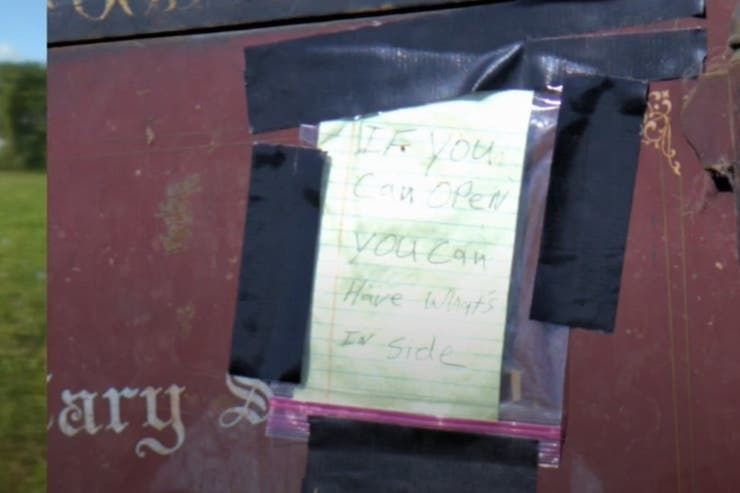 IF YOU
Can OPeN
YOU Can
Have What's
IN Side
ary D